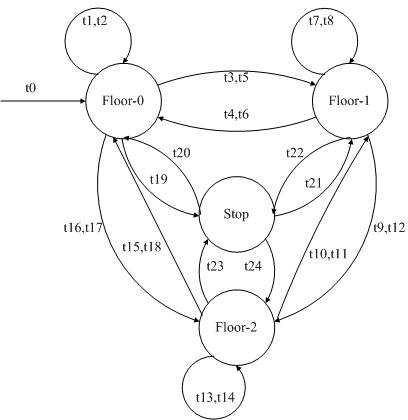 t1,t2
t7,t8
t0
t3,t5
Floor-0
Floor-1
t4,t6
t20
t22
t19
t21
Stop
t16,t17
t15,t18
t10,t11
t9,t12
t23
t24
Floor-2
t13,t14